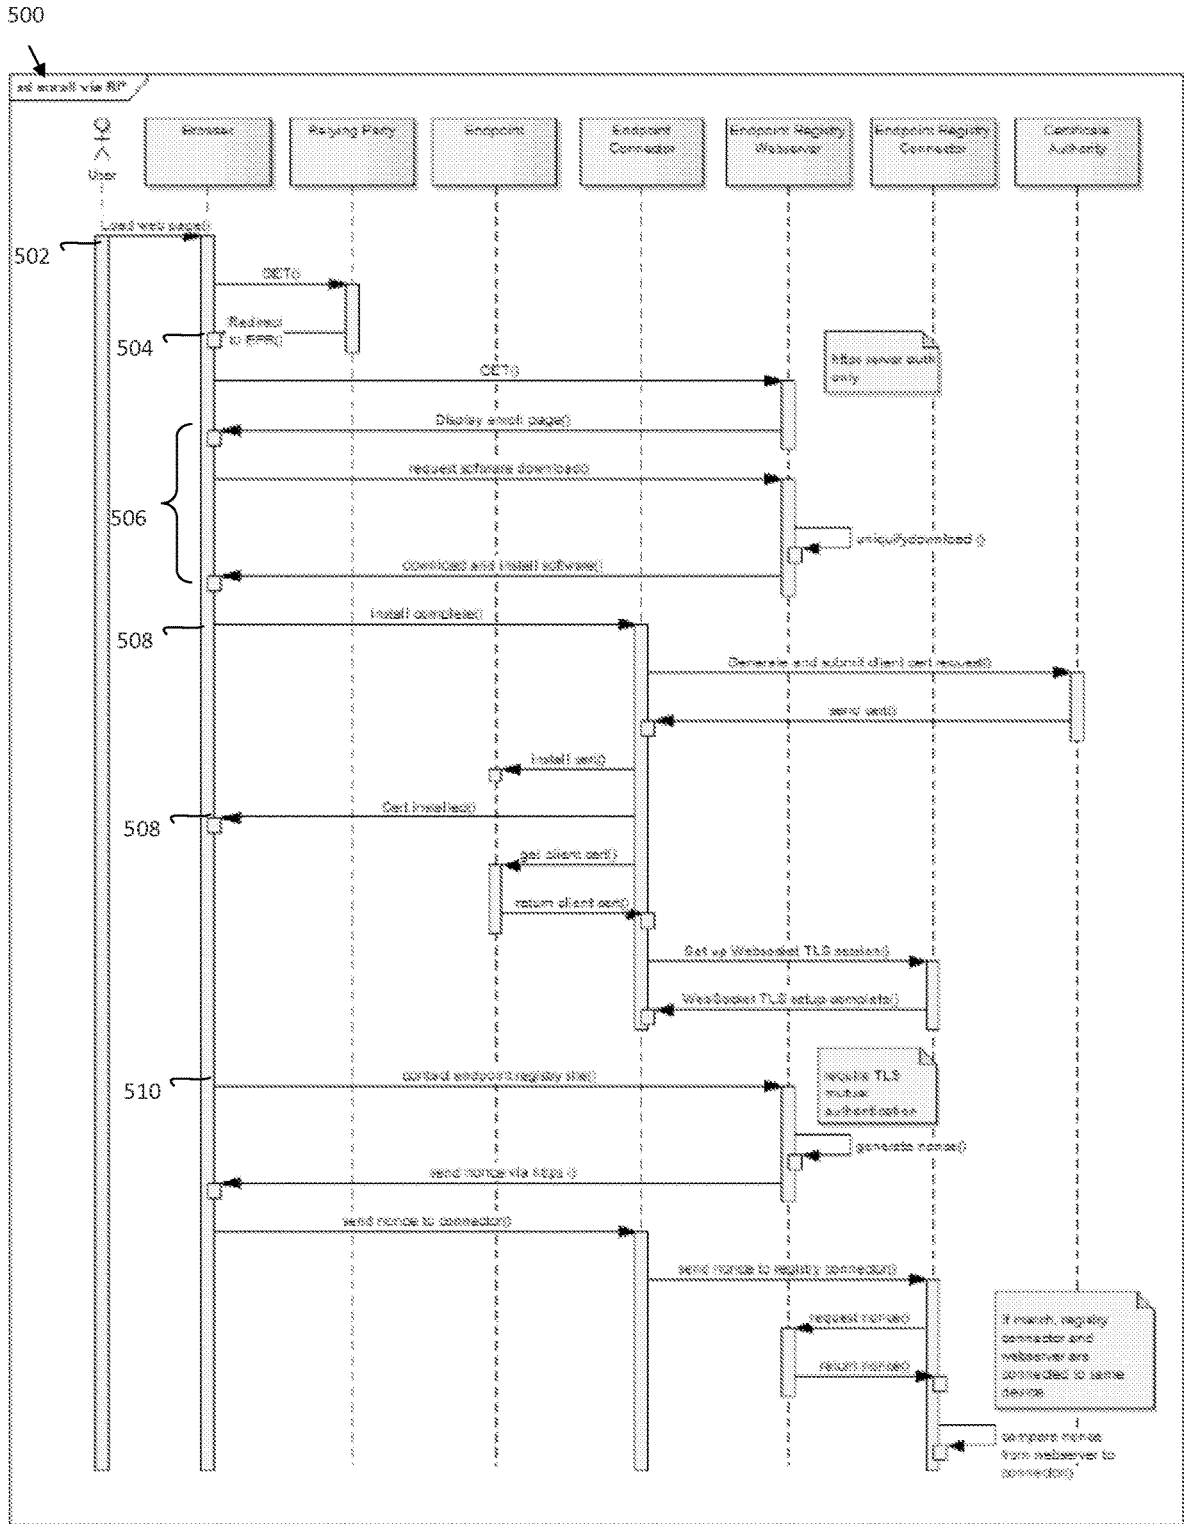 500
sd enroll via RP
User
Browser
Relying Party
Endpoint
Endpoint
Connector
Endpoint Registry
Webserver
Endpoint Registry
Connector
Certificate
Authority
Load web page()
502
GET()
Redirect
to EPR()
504
https server auth
only
GET()
Display enroll page()
request software download()
506
uniquifydownload ()
download and install software()
install complete()
508
Generate and submit client cert request()
send cert()
install cert()
Cert installed()
508
get client cert()
return client cert()
Set up Websocket TLS session()
WebSocket TLS setup complete()
510
contact endpoint registry site()
require TLS
mutual
authentication
generate nonce()
send nonce via https ()
send nonce to connector()
send nonce to registry connector()
request nonce()
return nonce()
if match, registry
connector and
webserver are
connected to same
device
compare nonce
from webserver to
connector()